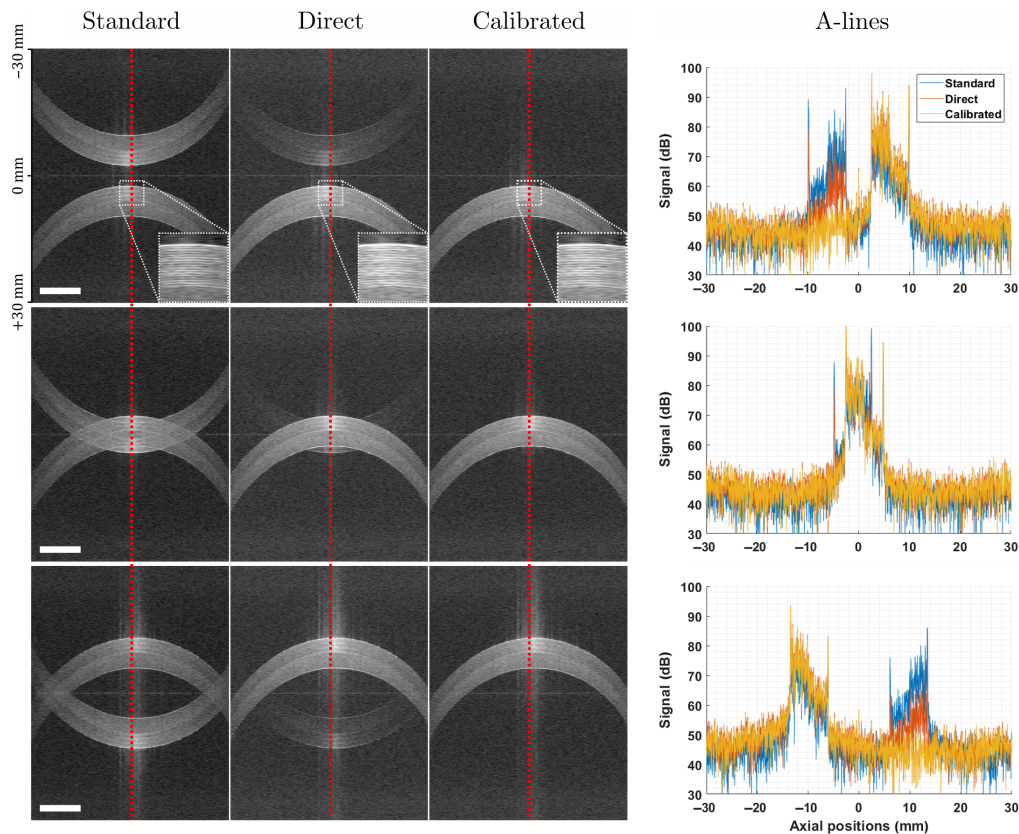 Standard Direct Calibrated A-lines
−30 mm
0 mm
+30 mm
100
90
80
70
60
50
40
30
Signal (dB)
Standard
Direct
Calibrated
−30 −20 −10 0 10 20 30
100
90
80
70
60
50
40
30
Signal (dB)
−30 −20 −10 0 10 20 30
100
90
80
70
60
50
40
30
Signal (dB)
−30 −20 −10 0 10 20 30
Axial positions (mm)